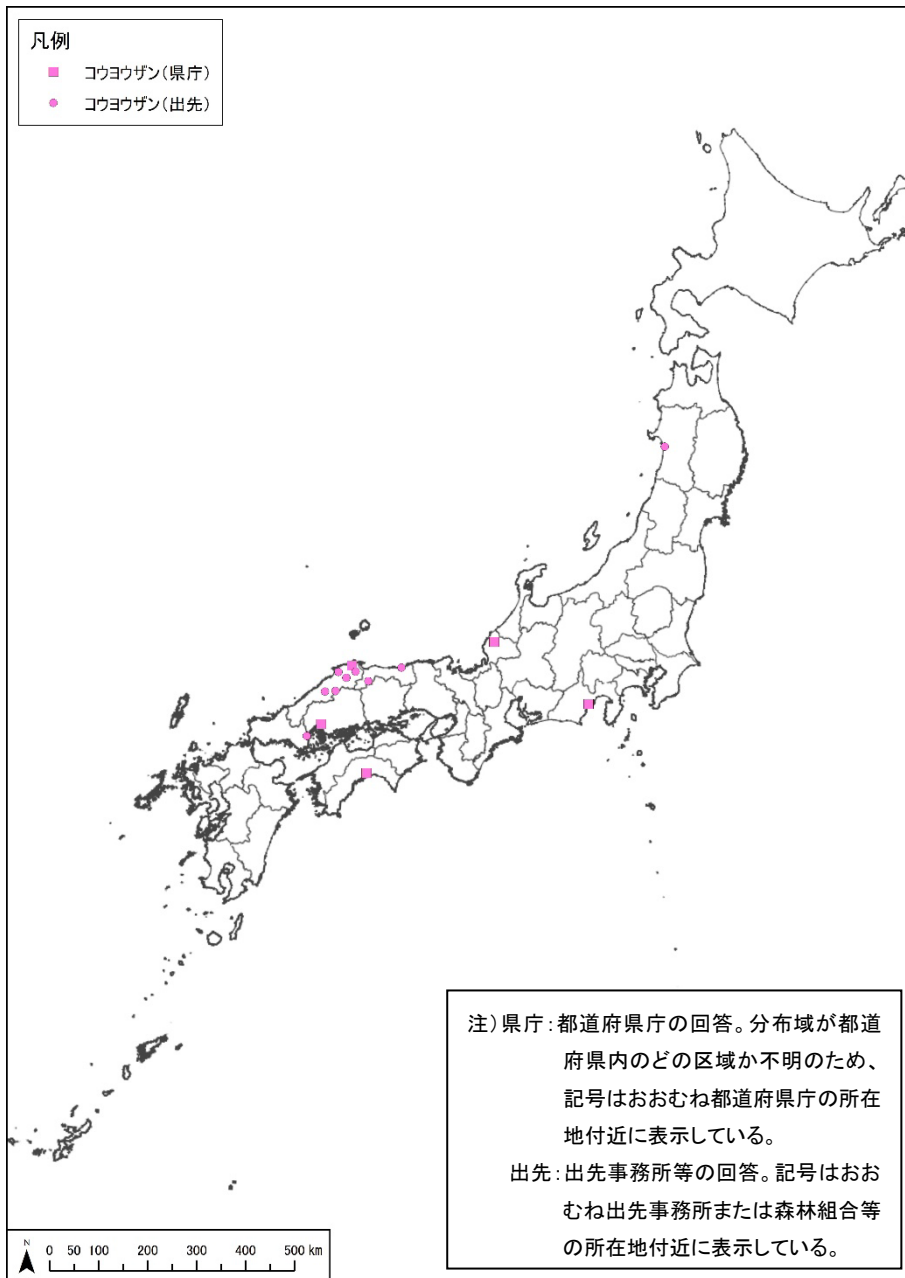 凡例
コウヨウザン(県庁)
コウヨウザン(出先)
注)県庁:都道府県庁の回答。分布域が都道
府県内のどの区域か不明のため、
記号はおおむね都道府県庁の所在
地付近に表示している。
出先:出先事務所等の回答。記号はおお
むね出先事務所または森林組合等
の所在地付近に表示している。
N
0 50 100 200 300 400 500 km